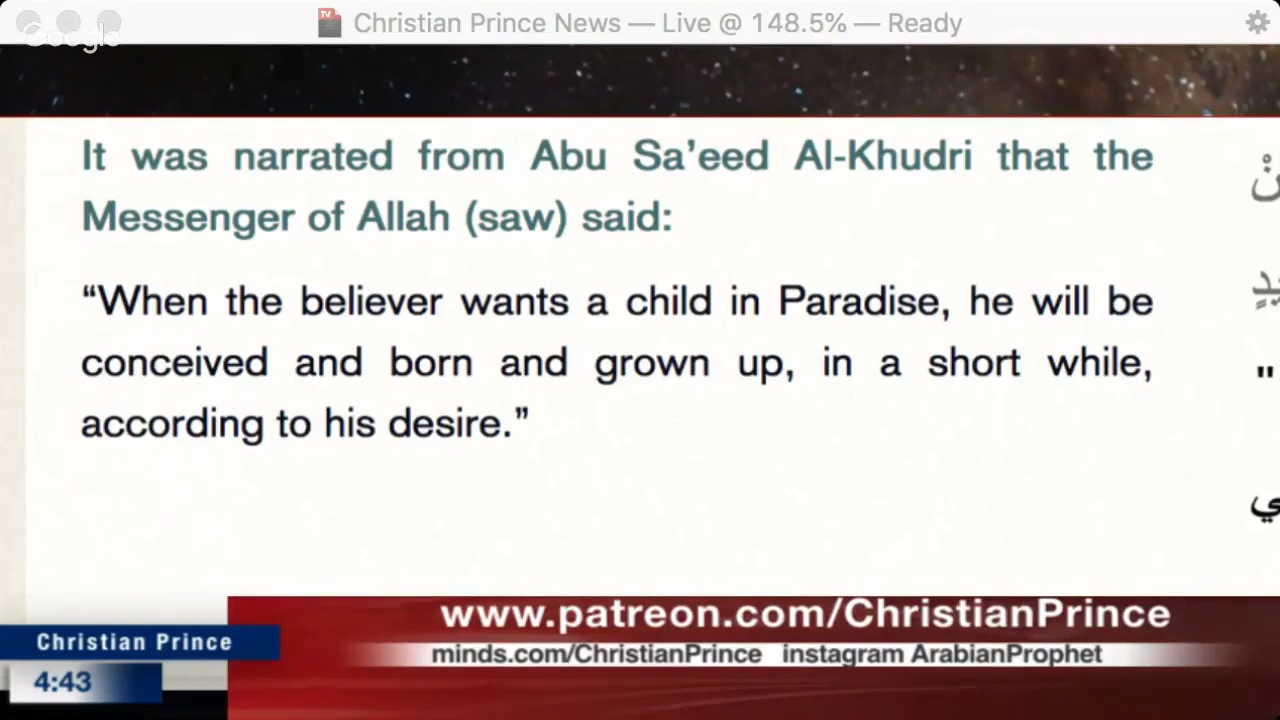 Christian Prince News — Live @ 148.5% — Ready
Google
It was narrated from Abu Sa’eed Al-Khudri that the
Messenger of Allah (saw) said:
“When the believer wants a child in Paradise, he will be
conceived and born and grown up, in a short while,
according to his desire.”
www.patreon.com/ChristianPrince
Christian Prince
minds.com/ChristianPrince instagram ArabianProphet
4:43